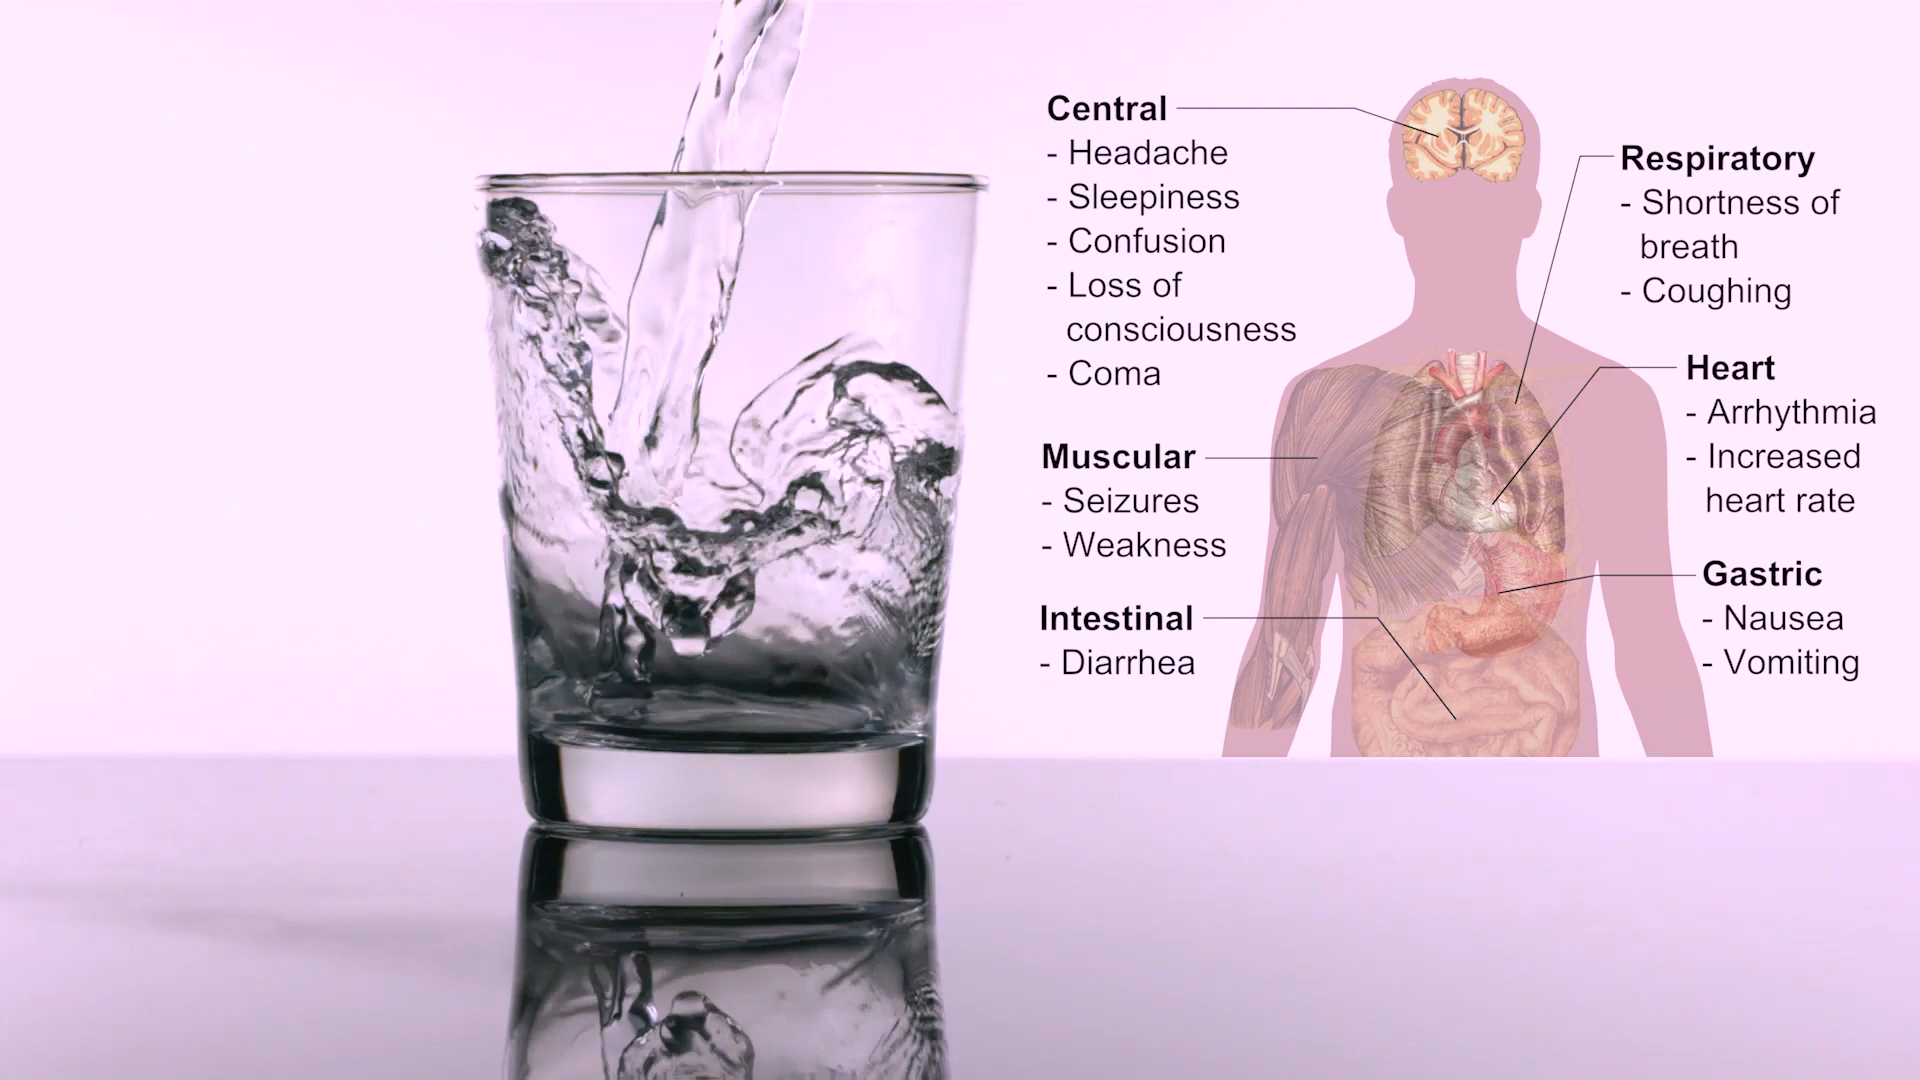 Central
- Headache
- Sleepiness
- Confusion
- Loss of
consciousness
- Coma
Muscular
- Seizures
- Weakness
Intestinal
- Diarrhea
Respiratory
- Shortness of
breath
- Coughing
Heart
- Arrhythmia
- Increased
heart rate
Gastric
- Nausea
- Vomiting